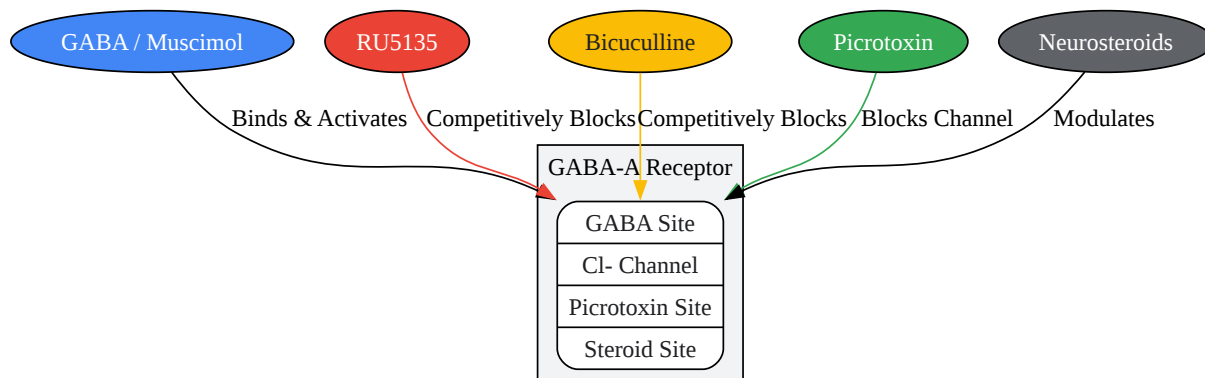 GABA / Muscimol
RU5135
Bicuculline
Picrotoxin
Neurosteroids
Binds & Activates
Competitively Blocks
Competitively Blocks
Blocks Channel
Modulates
GABA-A Receptor
GABA Site
Cl- Channel
Picrotoxin Site
Steroid Site